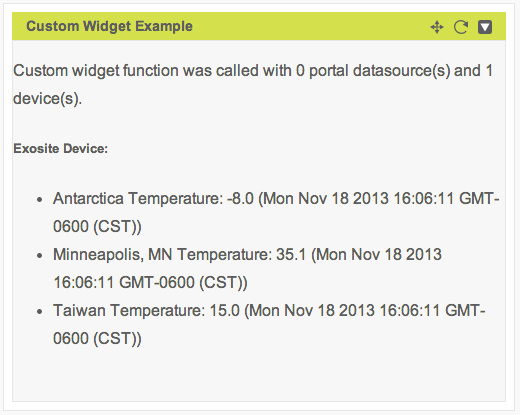 Custom Widget Example
Custom widget function was called with 0 portal datasource(s) and 1
device(s).
Exosite Device:
• Antarctica Temperature: -8.0 (Mon Nov 18 2013 16:06:11 GMT-
0600 (CST))
• Minneapolis, MN Temperature: 35.1 (Mon Nov 18 2013
16:06:11 GMT-0600 (CST))
• Taiwan Temperature: 15.0 (Mon Nov 18 2013 16:06:11 GMT-
0600 (CST))